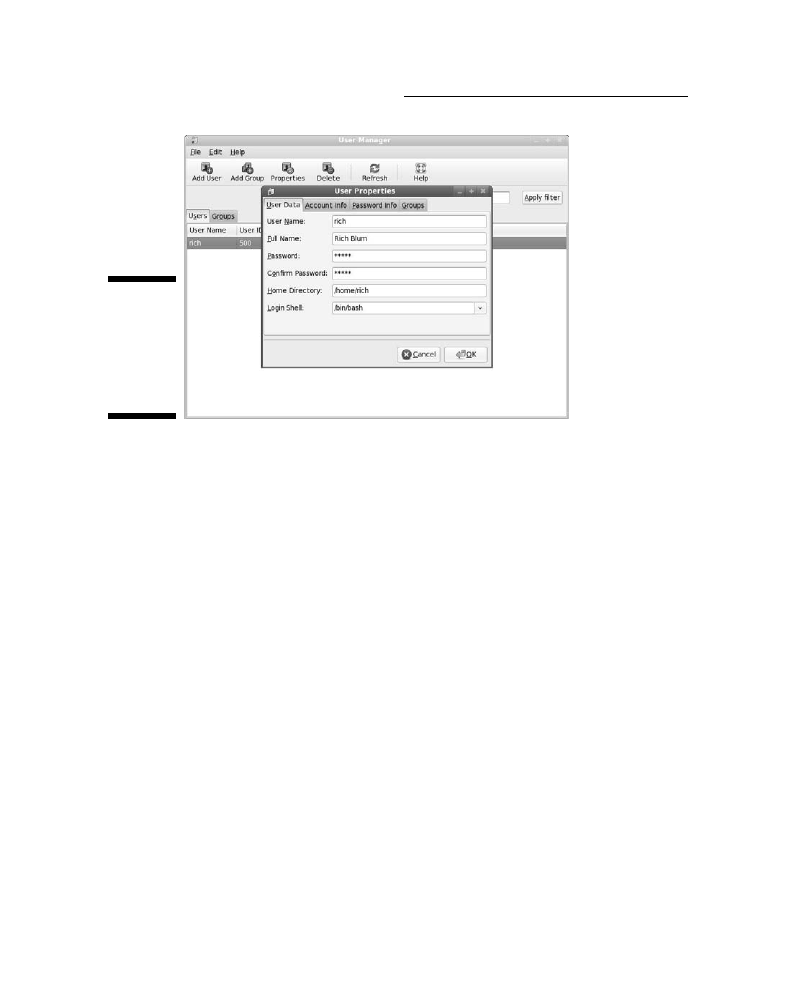 User Manager
File Edit Help
Add User Add Group Properties Delete Refresh Help
User Properties
Apply filter
User Data Account Info Password Info Groups
Users Groups
User Name: rich
User Name User ID
Full Name: Rich Blum
rich 500
Password: *****
Confirm Password: *****
Home Directory: /home/rich
Login Shell: /bin/bash
Cancel OK